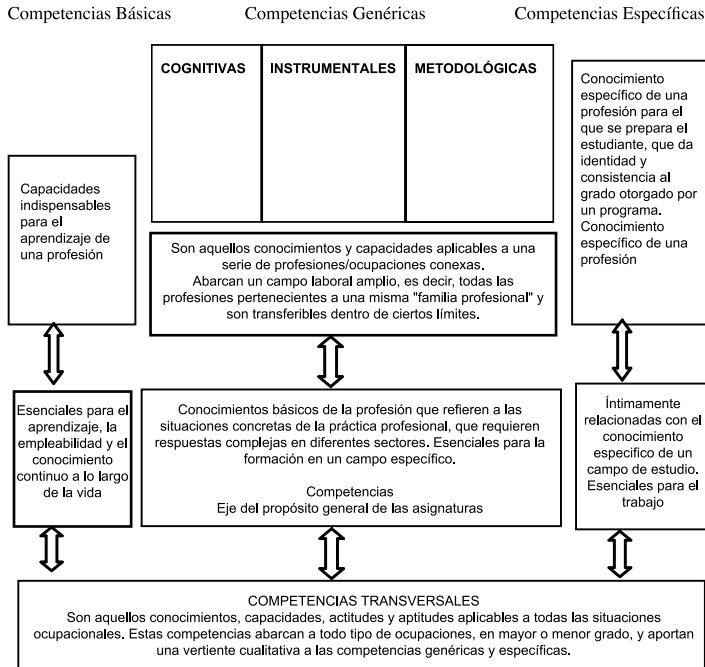 Competencias Básicas
Competencias Genéricas
Competencias Específicas
COGNITIVAS
INSTRUMENTALES
METODOLÓGICAS
Capacidades
indispensables
para el
aprendizaje de
una profesión
Son aquellos conocimientos y capacidades aplicables a una
serie de profesiones/ocupaciones conexas.
Abarcan un campo laboral amplio, es decir, todas las
profesiones pertenecientes a una misma "familia profesional" y
son transferibles dentro de ciertos límites.
Conocimiento
específico de una
profesión para el
que se prepara el
estudiante, que da
identidad y
consistencia al
grado otorgado por
un programa.
Conocimiento
específico de una
profesión
Esenciales para el
aprendizaje, la
empleabilidad y el
conocimiento
continuo a lo largo
de la vida
Conocimientos básicos de la profesión que refieren a las
situaciones concretas de la práctica profesional, que requieren
respuestas complejas en diferentes sectores. Esenciales para la
formación en un campo específico.
Competencias
Eje del propósito general de las asignaturas
Íntimamente
relacionadas con el
conocimiento
especifico de un
campo de estudio.
Esenciales para el
trabajo
COMPETENCIAS TRANSVERSALES
Son aquellos conocimientos, capacidades, actitudes y aptitudes aplicables a todas las situaciones
ocupacionales. Estas competencias abarcan a todo tipo de ocupaciones, en mayor o menor grado, y aportan
una vertiente cualitativa a las competencias genéricas y específicas.